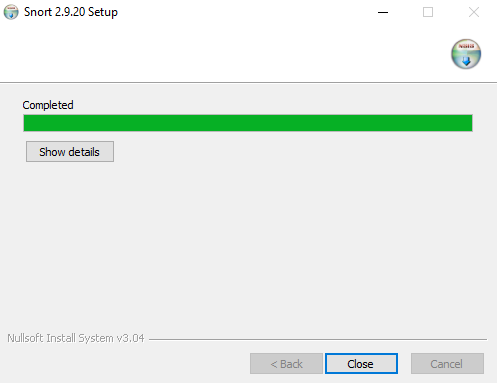 Snort 2.9.20 Setup
Completed
Show details
Nullsoft Install System v3.04
< Back
Close
Cancel